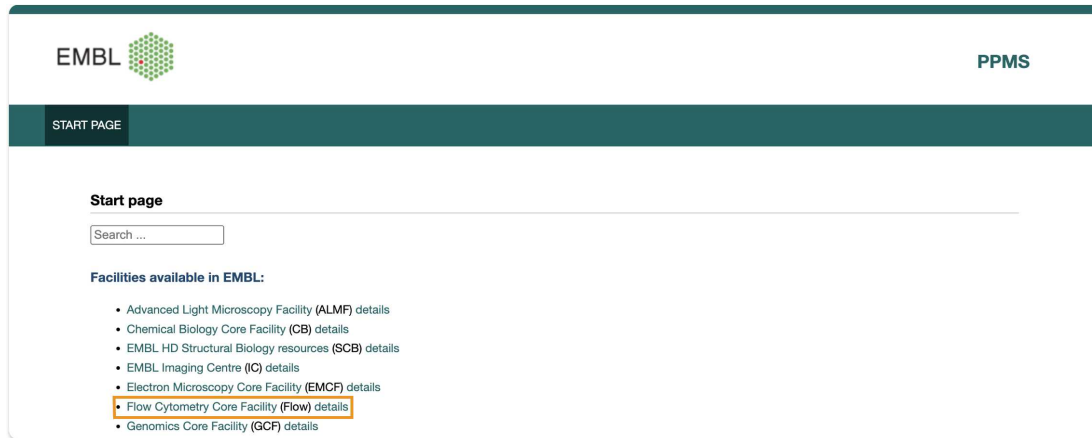 EMBL
PPMS
START PAGE
Start page
Search ...
Facilities available in EMBL:
• Advanced Light Microscopy Facility (ALMF) details
• Chemical Biology Core Facility (CB) details
• EMBL HD Structural Biology resources (SCB) details
• EMBL Imaging Centre (IC) details
• Electron Microscopy Core Facility (EMCF) details
• Flow Cytometry Core Facility (Flow) details
• Genomics Core Facility (GCF) details